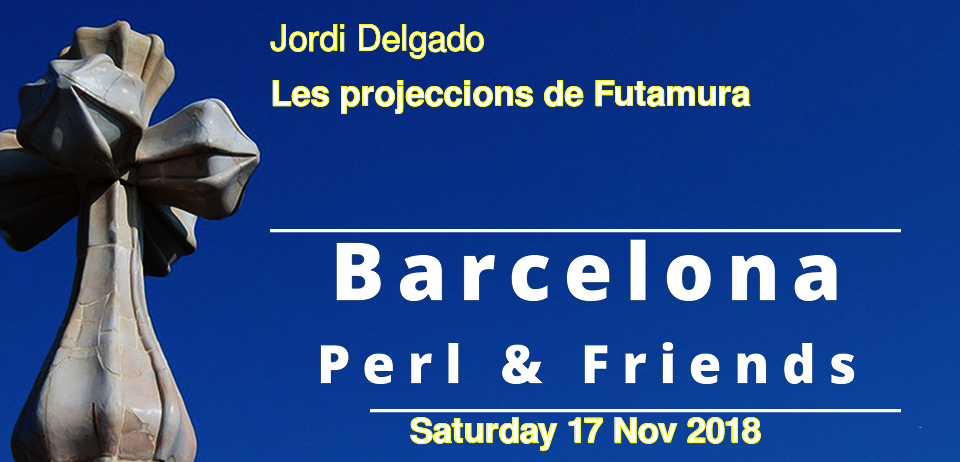 Jordi Delgado
Les projeccions de Futamura
Barcelona
Perl & Friends
Saturday 17 Nov 2018